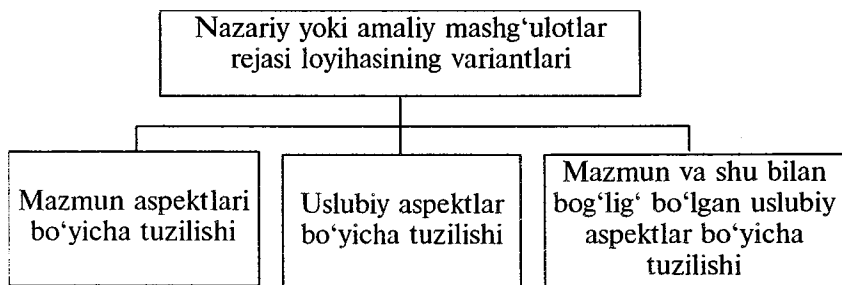 Nazariy yoki amaliy mashg‘ulotlar
rejasi loyihasining variantlari
Mazmun aspektlari
bo‘yicha tuzilishi
Uslubiy aspektlar
bo‘yicha tuzilishi
Mazmun va shu bilan
bog‘lig‘ bo‘lgan uslubiy
aspektlar bo‘yicha
tuzilishi